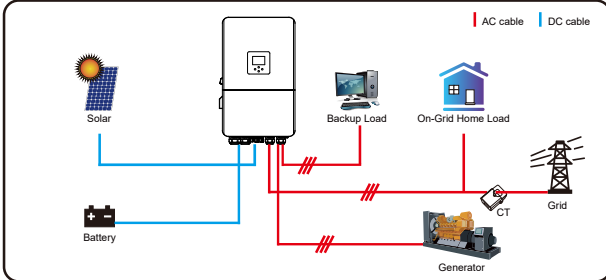 AC cable
DC cable
Solar
Backup Load
On-Grid Home Load
CT
Grid
Battery
Generator